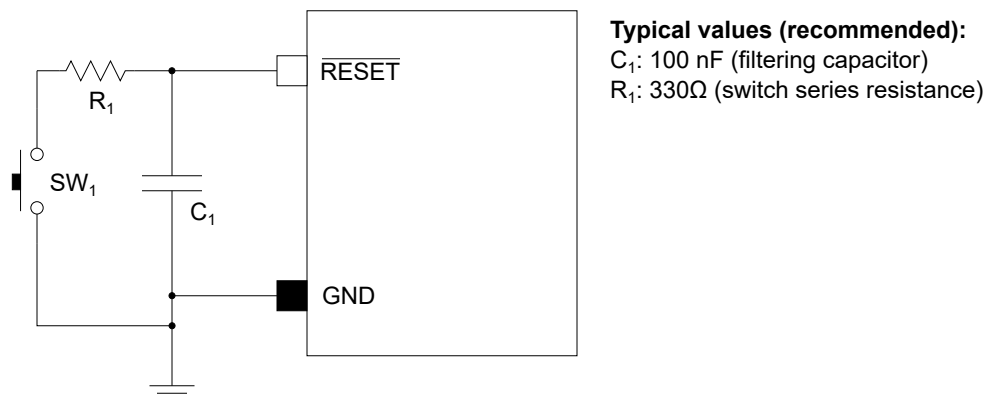 Typical values (recommended):
C₁: 100 nF (filtering capacitor)
R₁: 330Ω (switch series resistance)
RESET
R₁
SW₁
C₁
GND